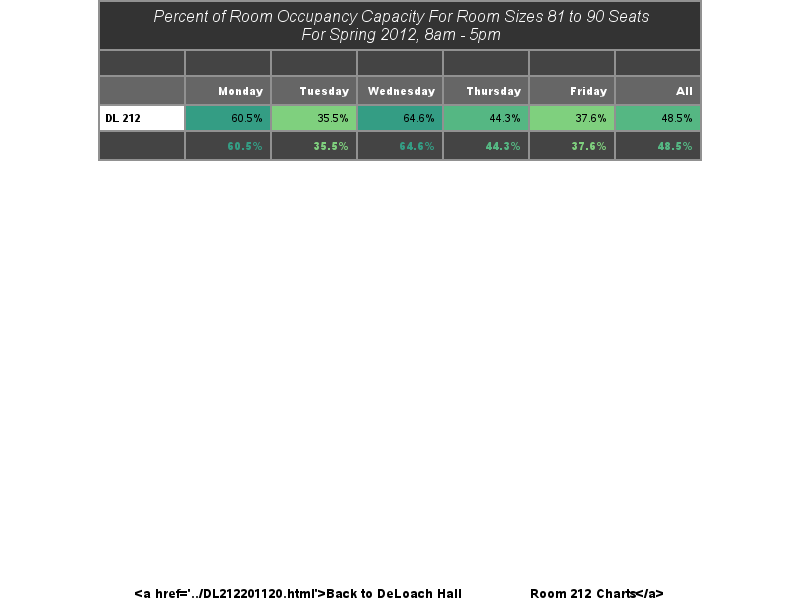 Percent of Room Occupancy Capacity For Room Sizes 81 to 90 Seats
For Spring 2012, 8am - 5pm
Monday Tuesday Wednesday Thursday Friday All
DL 212 60.5% 35.5% 64.6% 44.3% 37.6% 48.5%
60.5% 35.5% 64.6% 44.3% 37.6% 48.5%
<a href='../DL212201120.html'>Back to DeLoach Hall Room 212 Charts</a>